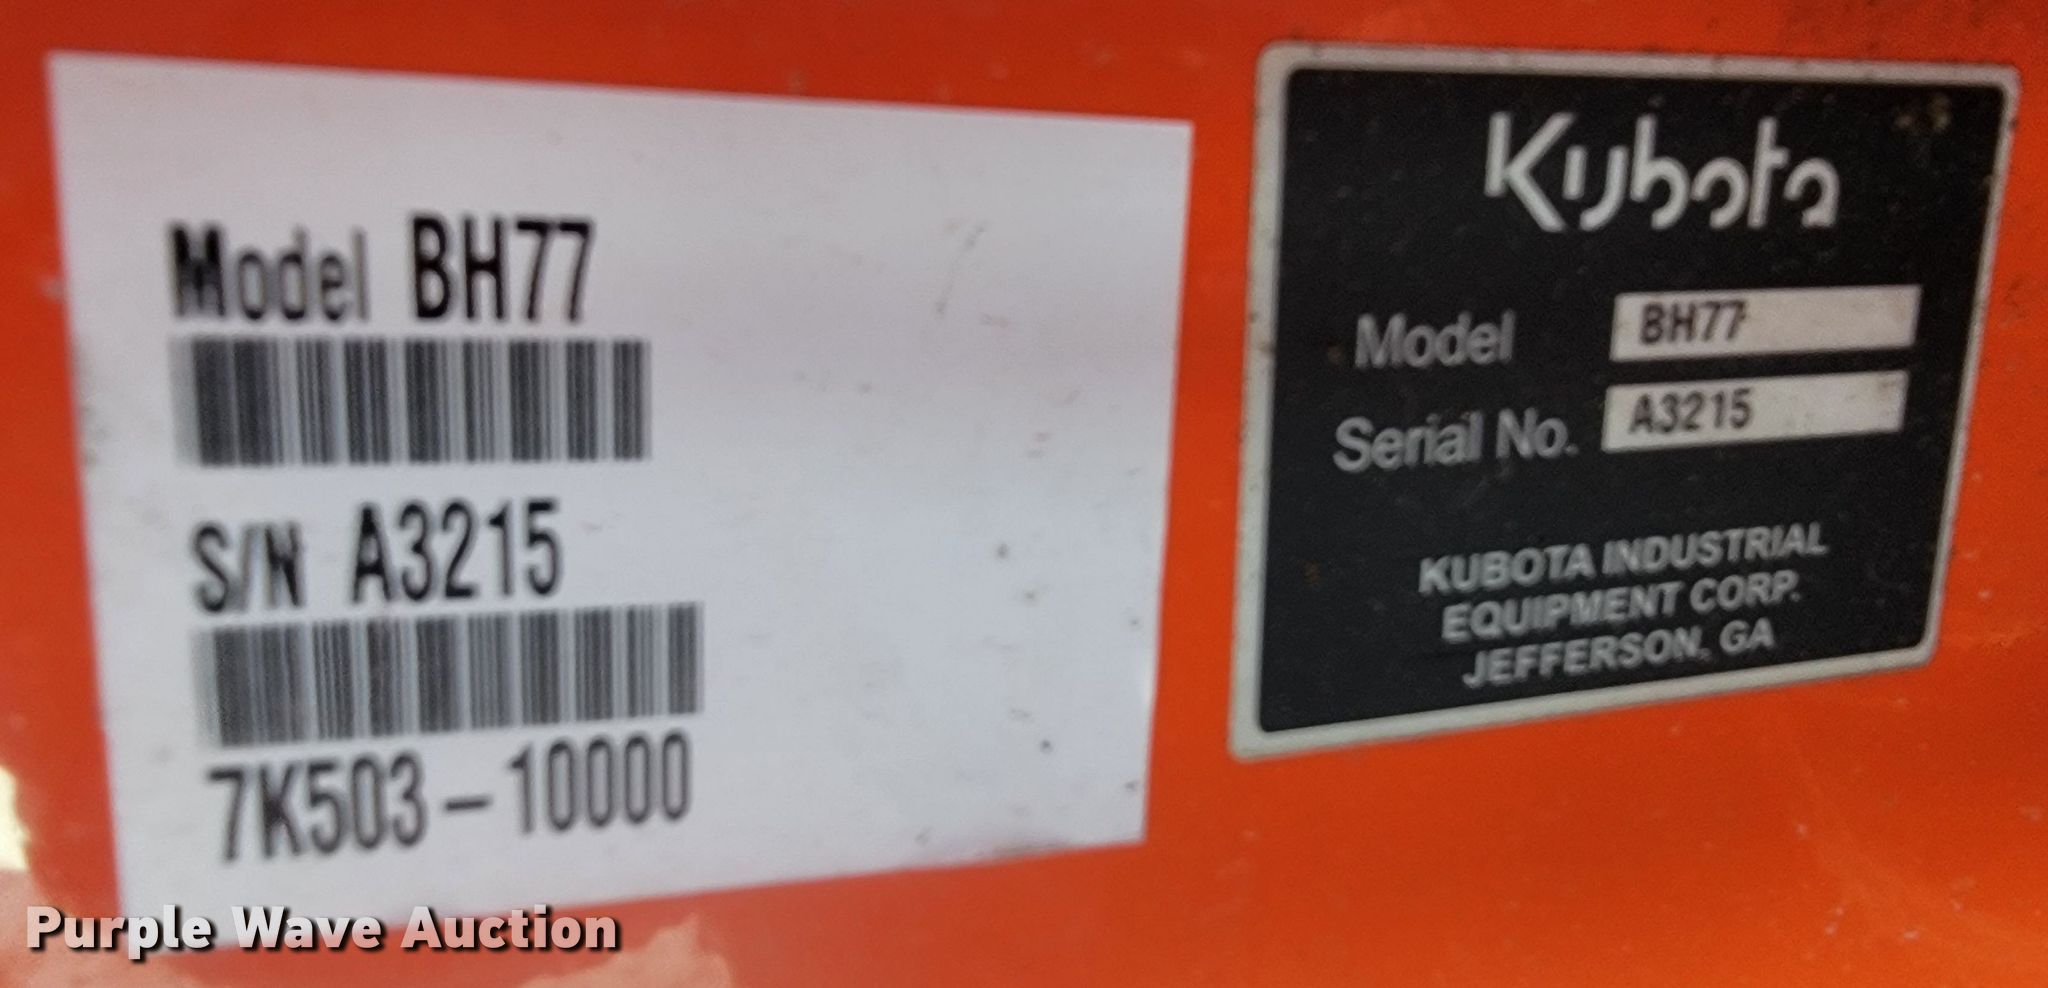 Model BH77
S/N A3215
7K503-10000
Kubota
Model BH77
Serial No. A3215
KUBOTA INDUSTRIAL
EQUIPMENT CORP.
JEFFERSON, GA
Purple Wave Auction